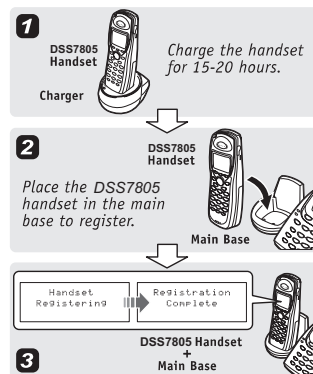 1
DSS7805
Handset
Charger
Charge the handset
for 15-20 hours.
2
DSS7805
Handset
Place the DSS7805
handset in the main
base to register.
Main Base
Handset
Registering
Registration
Complete
DSS7805 Handset
+
Main Base
3